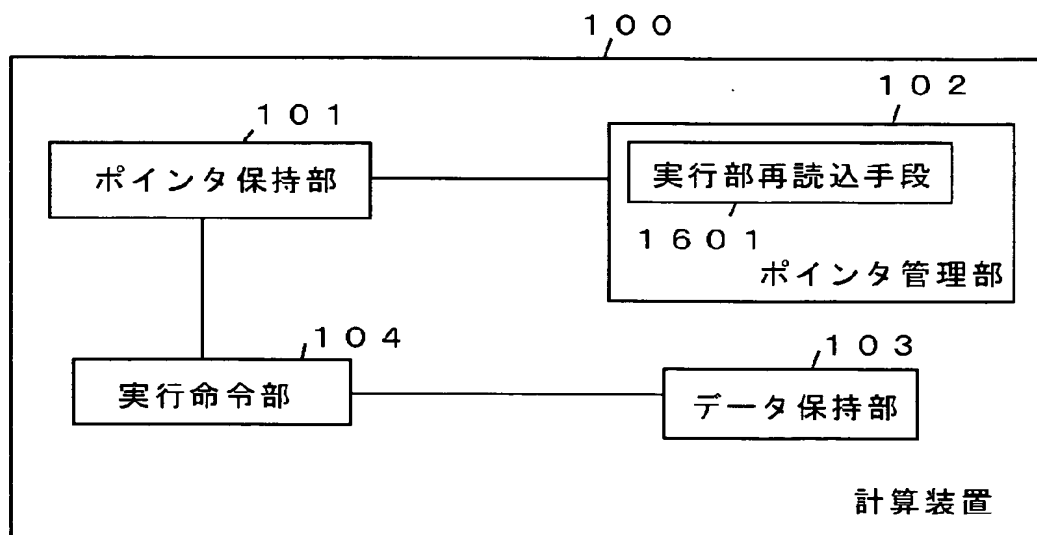 １００
１０１
１０２
ポインタ保持部
実行部再読込手段
１６０１
ポインタ管理部
１０４
１０３
実行命令部
データ保持部
計算装置